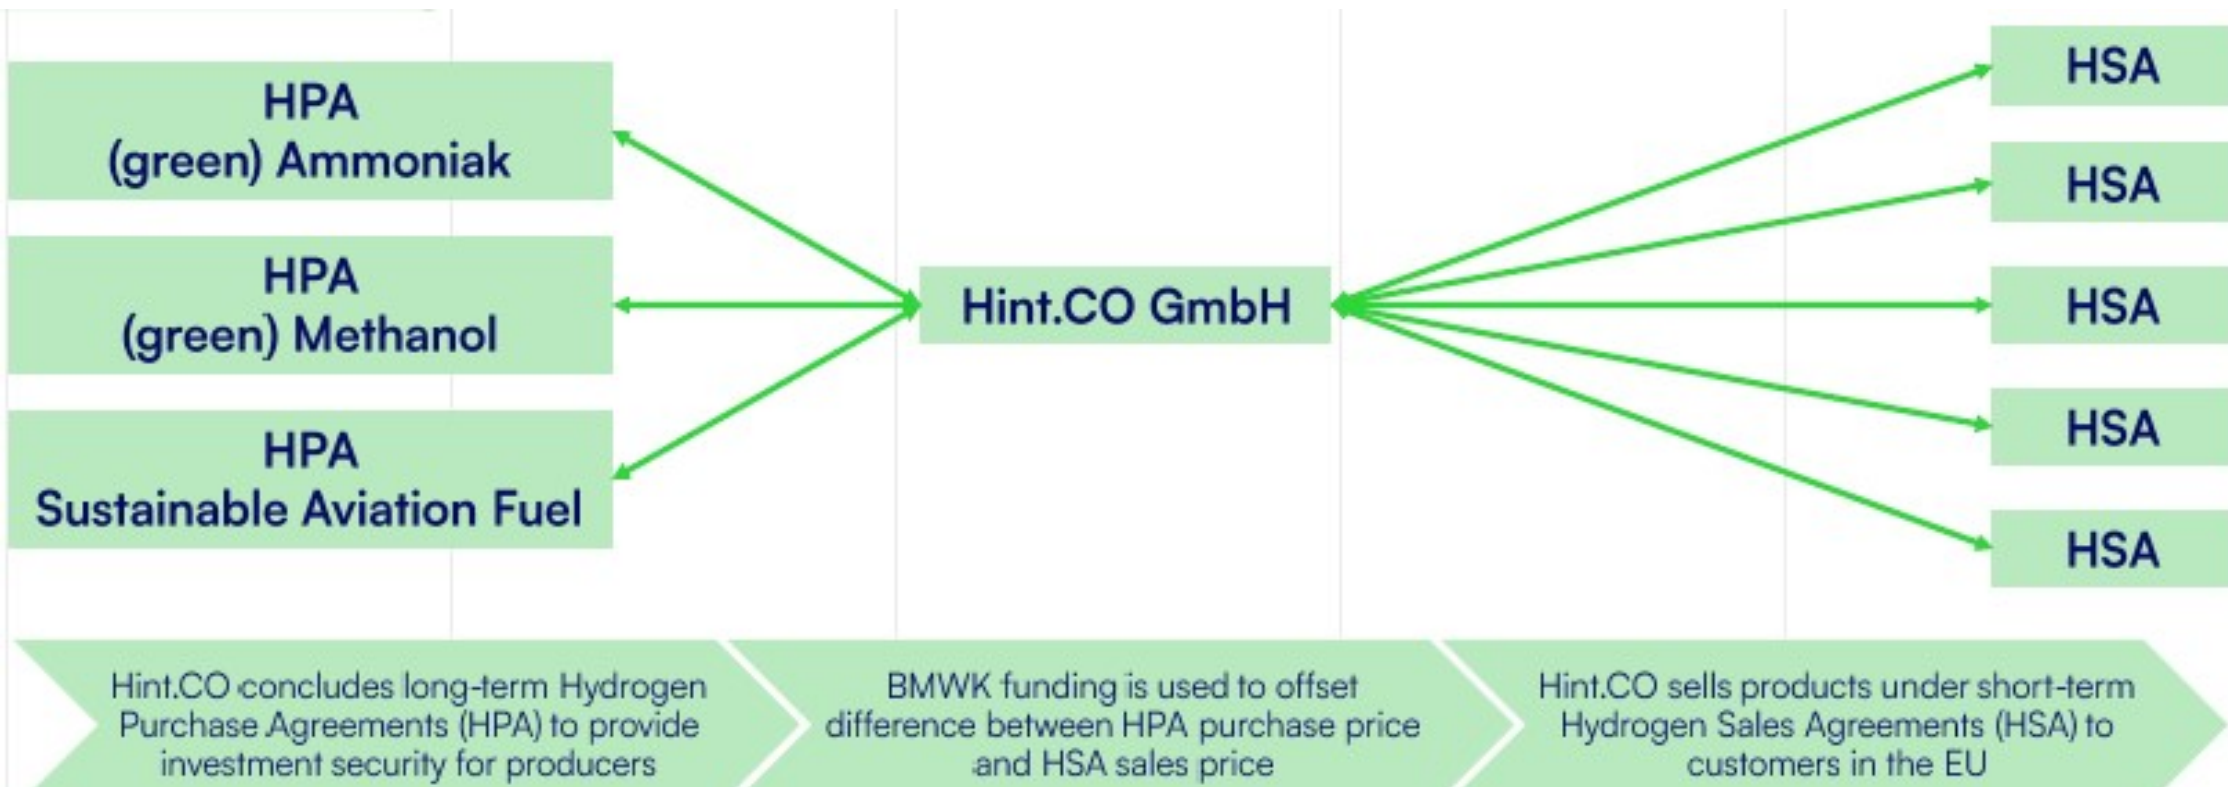 HPA
(green) Ammoniak
HPA
(green) Methanol
HPA
Sustainable Aviation Fuel
Hint.CO GmbH
HSA
HSA
HSA
HSA
HSA
Hint.CO concludes long-term Hydrogen
Purchase Agreements (HPA) to provide
investment security for producers
BMWK funding is used to offset
difference between HPA purchase price
and HSA sales price
Hint.CO sells products under short-term
Hydrogen Sales Agreements (HSA) to
customers in the EU